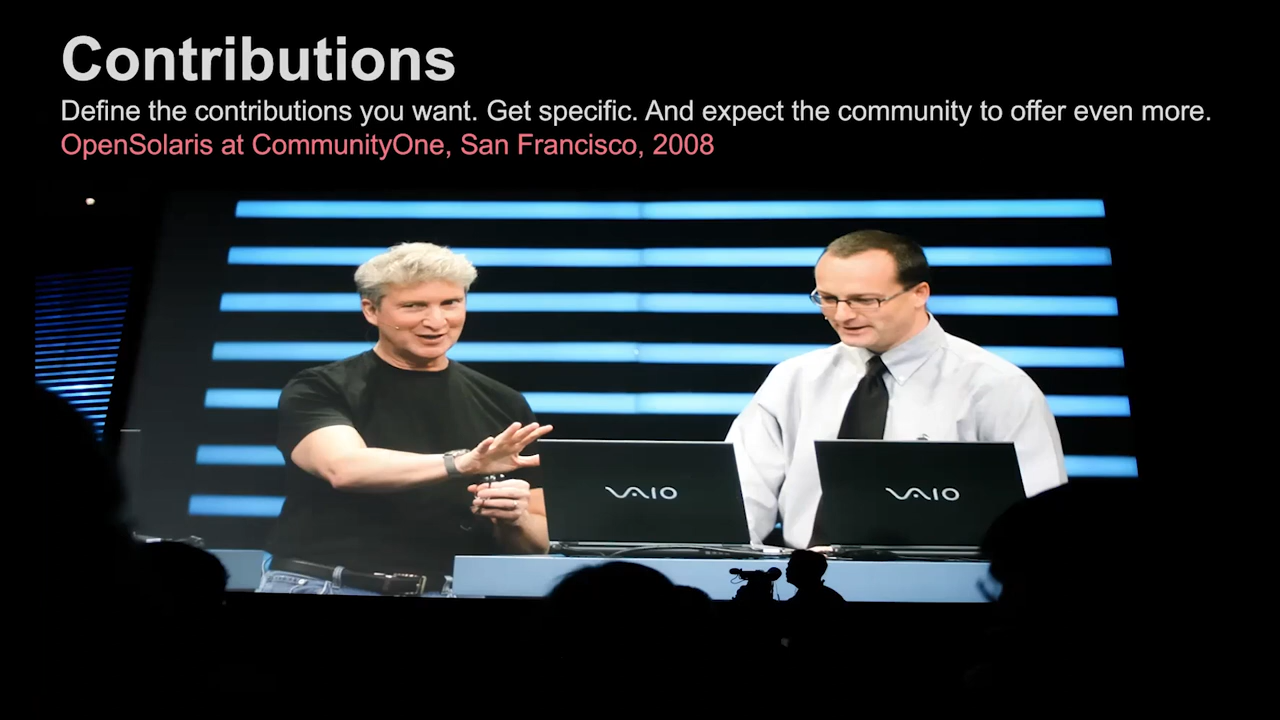 Contributions
Define the contributions you want. Get specific. And expect the community to offer even more.
OpenSolaris at CommunityOne, San Francisco, 2008
VAIO
VAIO